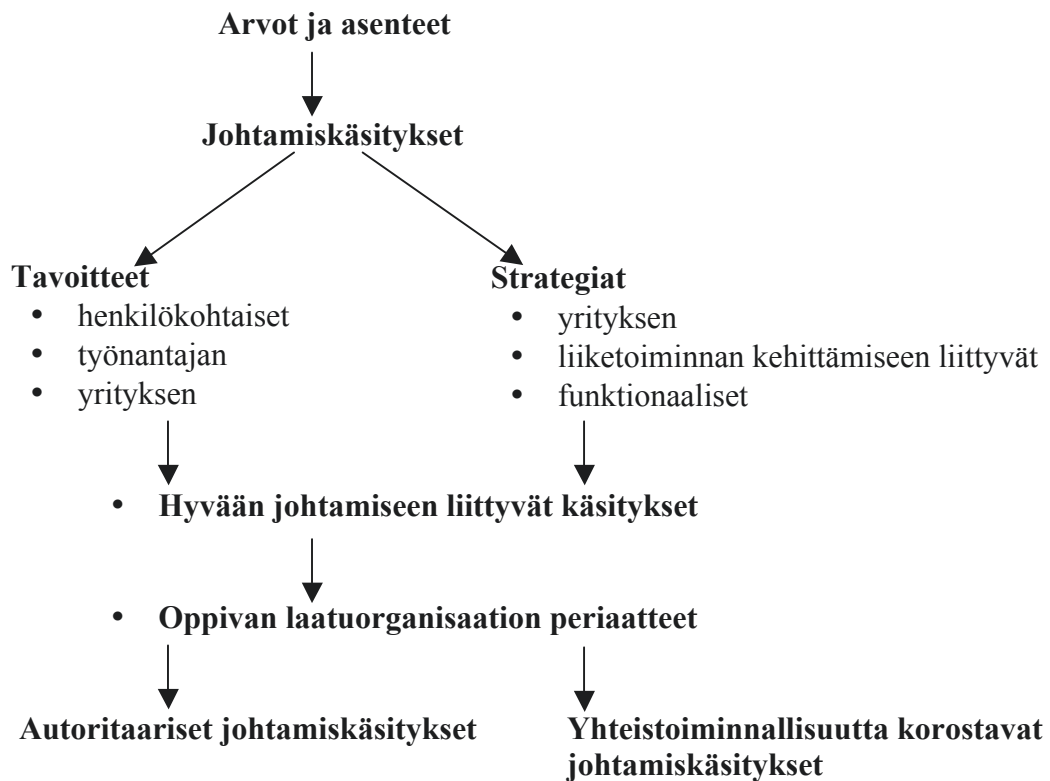 Arvot ja asenteet
Johtamiskäsitykset
Tavoitteet
• henkilökohtaiset
• työnantajan
• yrityksen
Strategiat
• yrityksen
• liiketoiminnan kehittämiseen liittyvät
• funktionaaliset
• Hyvään johtamiseen liittyvät käsitykset
• Oppivan laatuorganisaation periaatteet
Autoritaariset johtamiskäsitykset
Yhteistoiminnallisuutta korostavat
johtamiskäsitykset